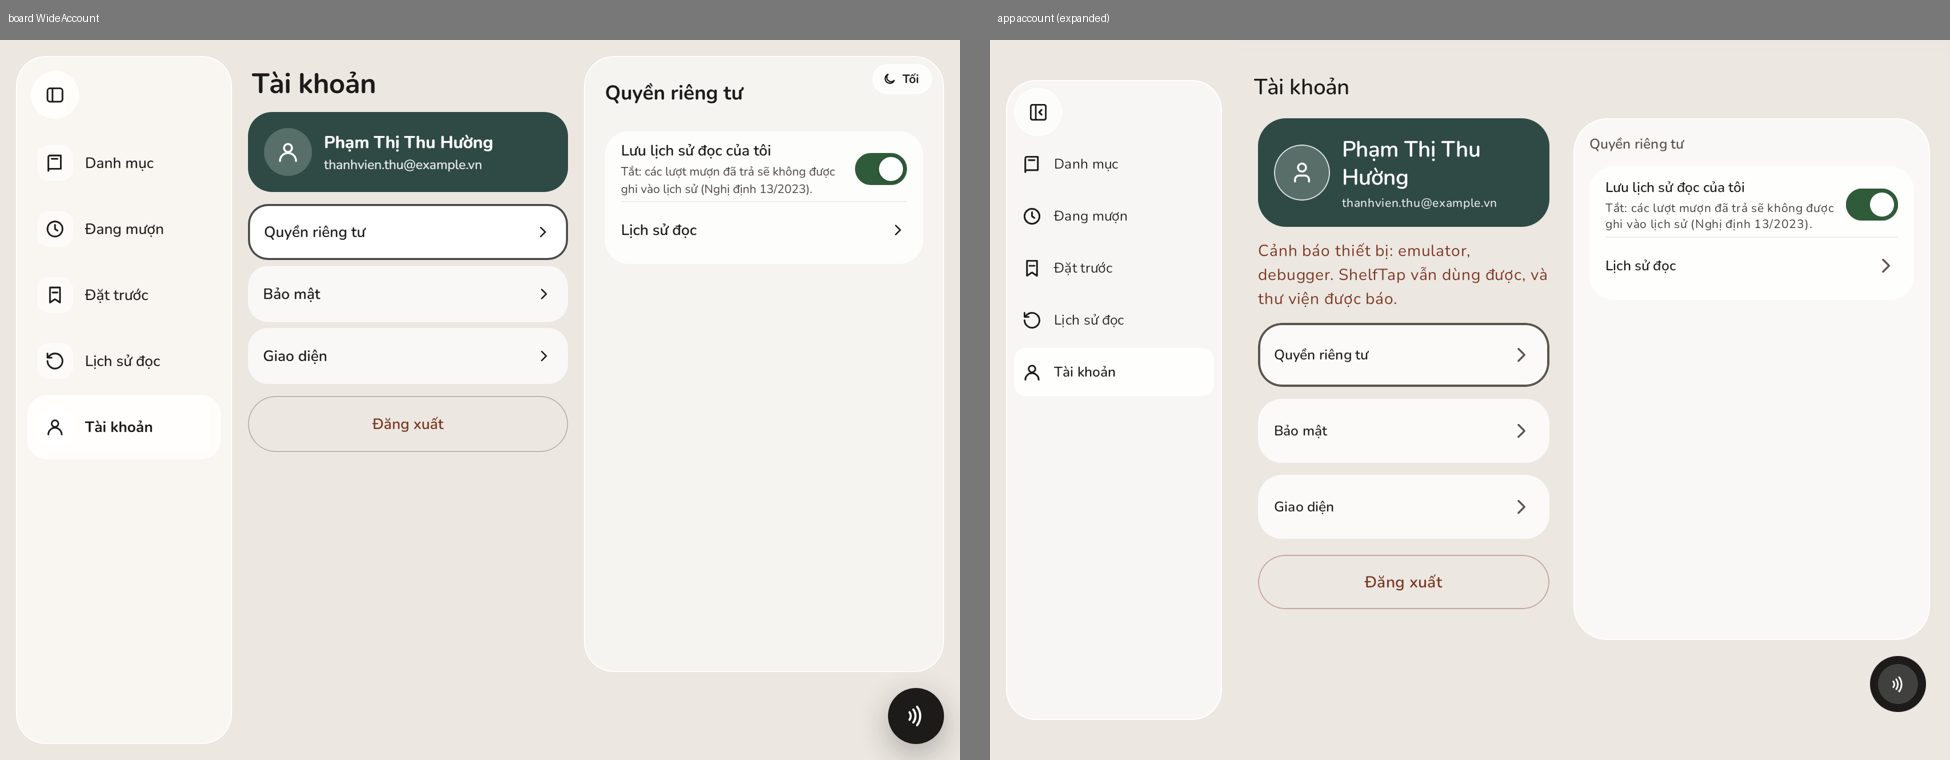 board WideAccount
Danh mục
Đang mượn
Đặt trước
Lịch sử đọc
Tài khoản
Tài khoản
Phạm Thị Thu Hường
thanhvien.thu@example.vn
Quyền riêng tư
Bảo mật
Giao diện
Đăng xuất
Tối
Quyền riêng tư
Lưu lịch sử đọc của tôi
Tắt: các lượt mượn đã trả sẽ không được
ghi vào lịch sử (Nghị định 13/2023).
Lịch sử đọc
app account (expanded)
Danh mục
Đang mượn
Đặt trước
Lịch sử đọc
Tài khoản
Tài khoản
Phạm Thị Thu
Hường
thanhvien.thu@example.vn
Cảnh báo thiết bị: emulator,
debugger. ShelfTap vẫn dùng được, và
thư viện được báo.
Quyền riêng tư
Bảo mật
Giao diện
Đăng xuất
Quyền riêng tư
Lưu lịch sử đọc của tôi
Tắt: các lượt mượn đã trả sẽ không được
ghi vào lịch sử (Nghị định 13/2023).
Lịch sử đọc